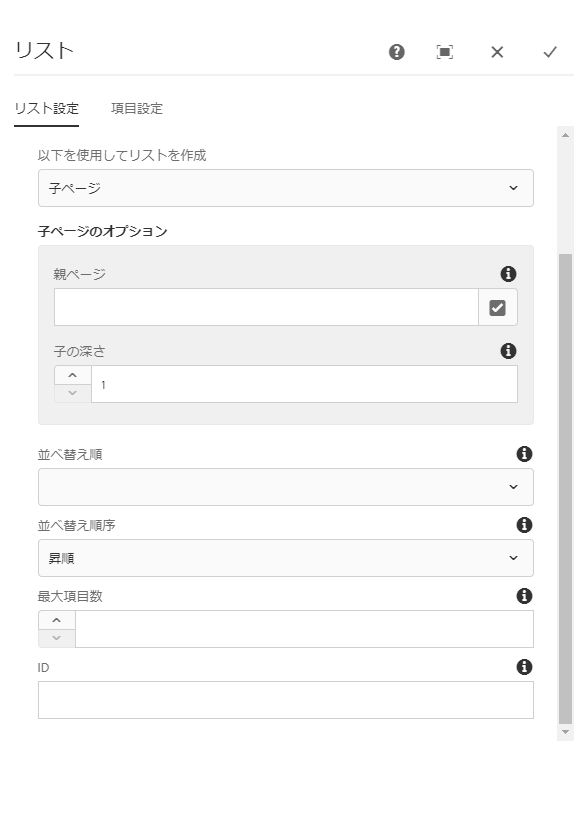 リスト
リスト設定 項目設定
以下を使用してリストを作成
子ページ
子ページのオプション
親ページ
子の深さ
1
並べ替え順
並べ替え順序
昇順
最大項目数
ID